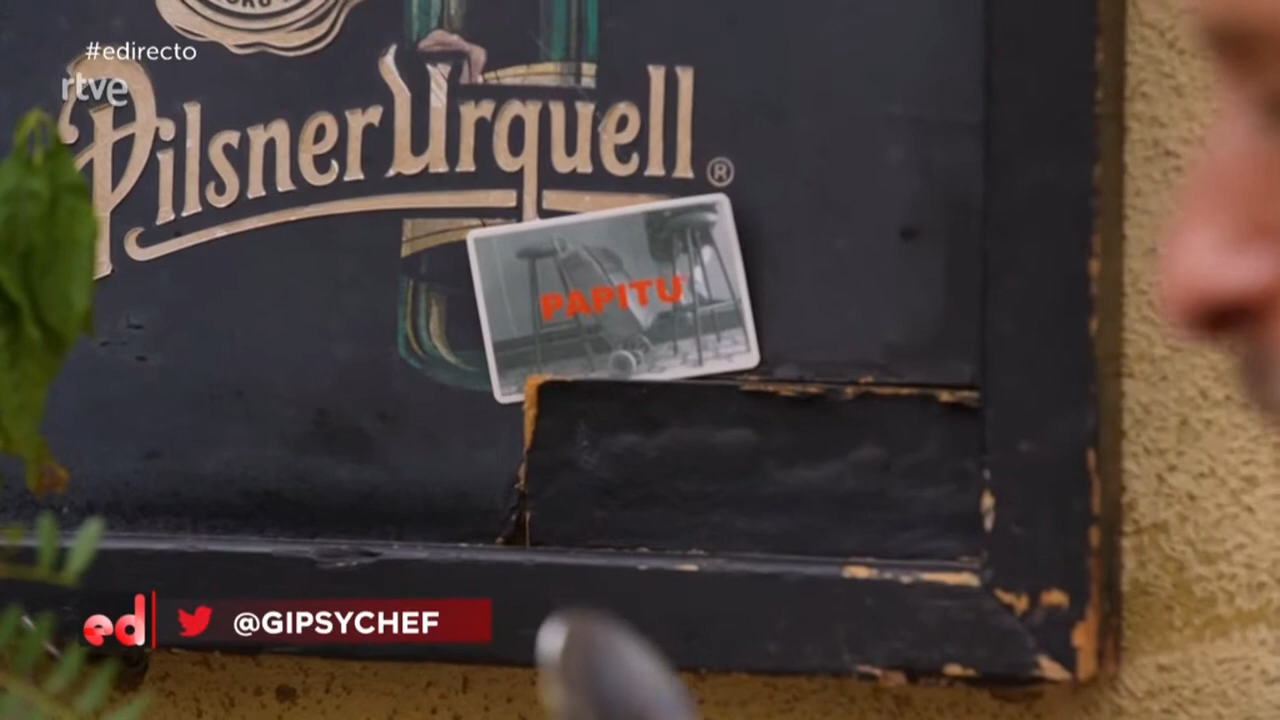 #edirecto
rtve
Pilsner Urquell®
PAPITU
ed
@GIPSYCHEF